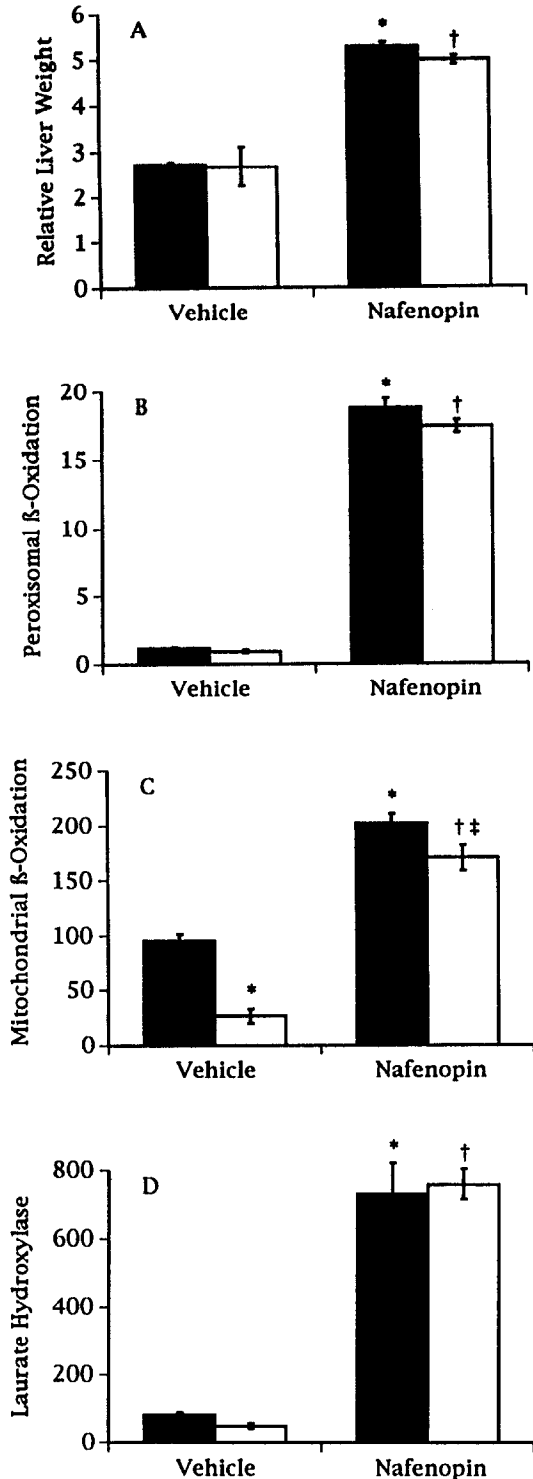 A
Relative Liver Weight
6
5
4
3
2
1
0
* †
Vehicle Nafenopin
B
Peroxisomal ß-Oxidation
20
15
10
5
0
* †
Vehicle Nafenopin
C
Mitochondrial ß-Oxidation
250
200
150
100
50
0
*
* † ‡
Vehicle Nafenopin
D
Laurate Hydroxylase
800
600
400
200
0
* †
Vehicle Nafenopin